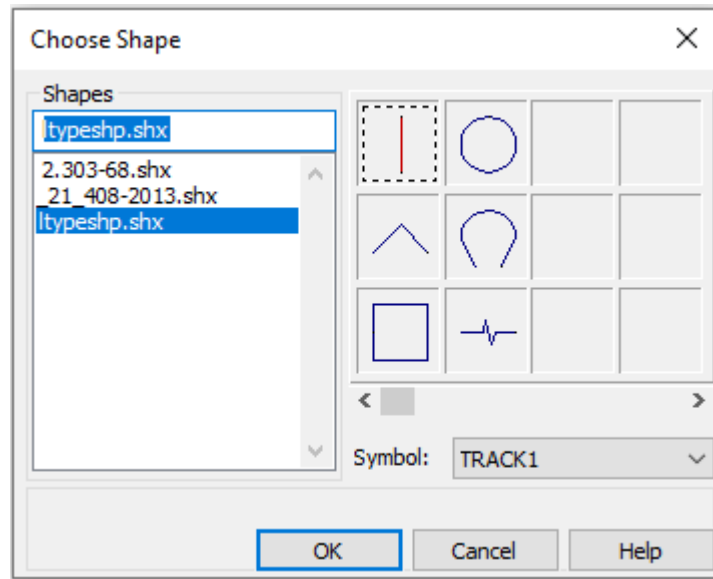 Choose Shape
Shapes
ltypeshp.shx
2.303-68.shx
_21_408-2013.shx
ltypeshp.shx
Symbol:
TRACK1
OK
Cancel
Help